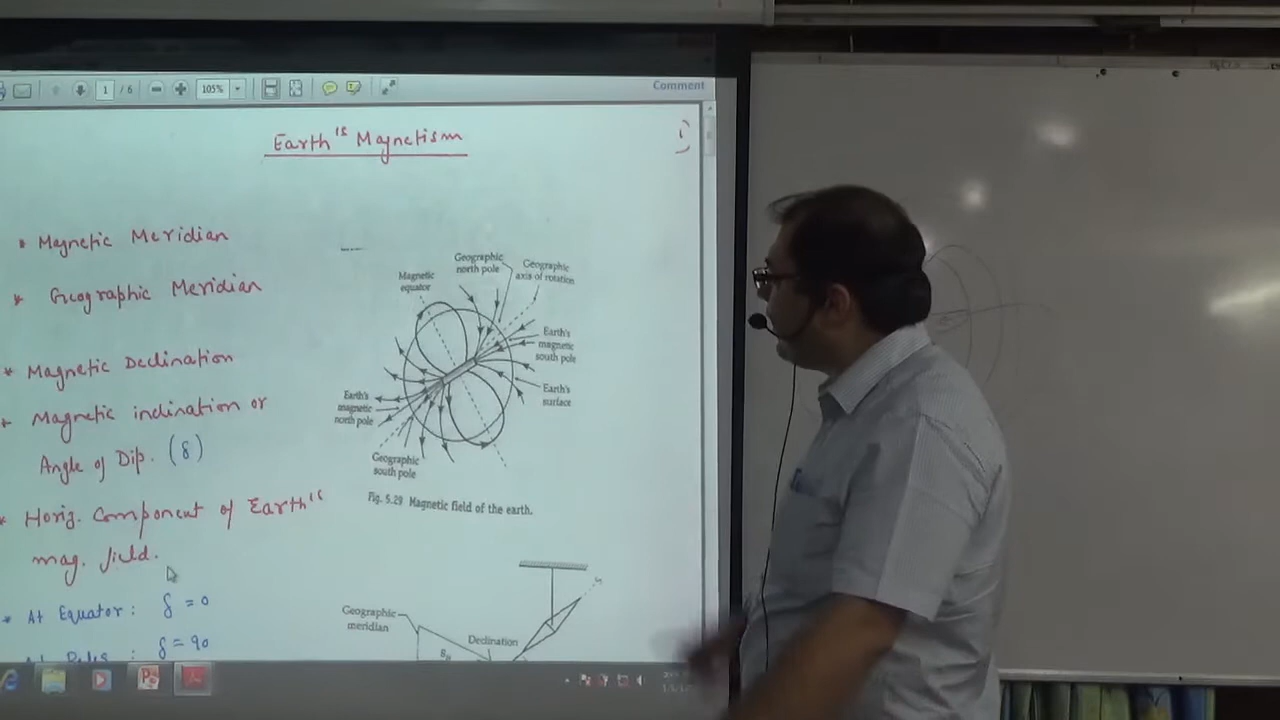 1 / 6 105% Comment
Earth's Magnetism
1)
* Magnetic Meridian
* Geographic Meridian
* Magnetic Declination
* Magnetic inclination or
Angle of Dip. (δ)
* Horiz. Component of Earth's
mag. field.
* At Equator: δ = 0
At Poles : δ = 90
Magnetic
equator
Geographic
north pole
Geographic
axis of rotation
Earth's
magnetic
south pole
Earth's
surface
Earth's
magnetic
north pole
Geographic
south pole
Fig. 5.29 Magnetic field of the earth.
Geographic
meridian
Declination